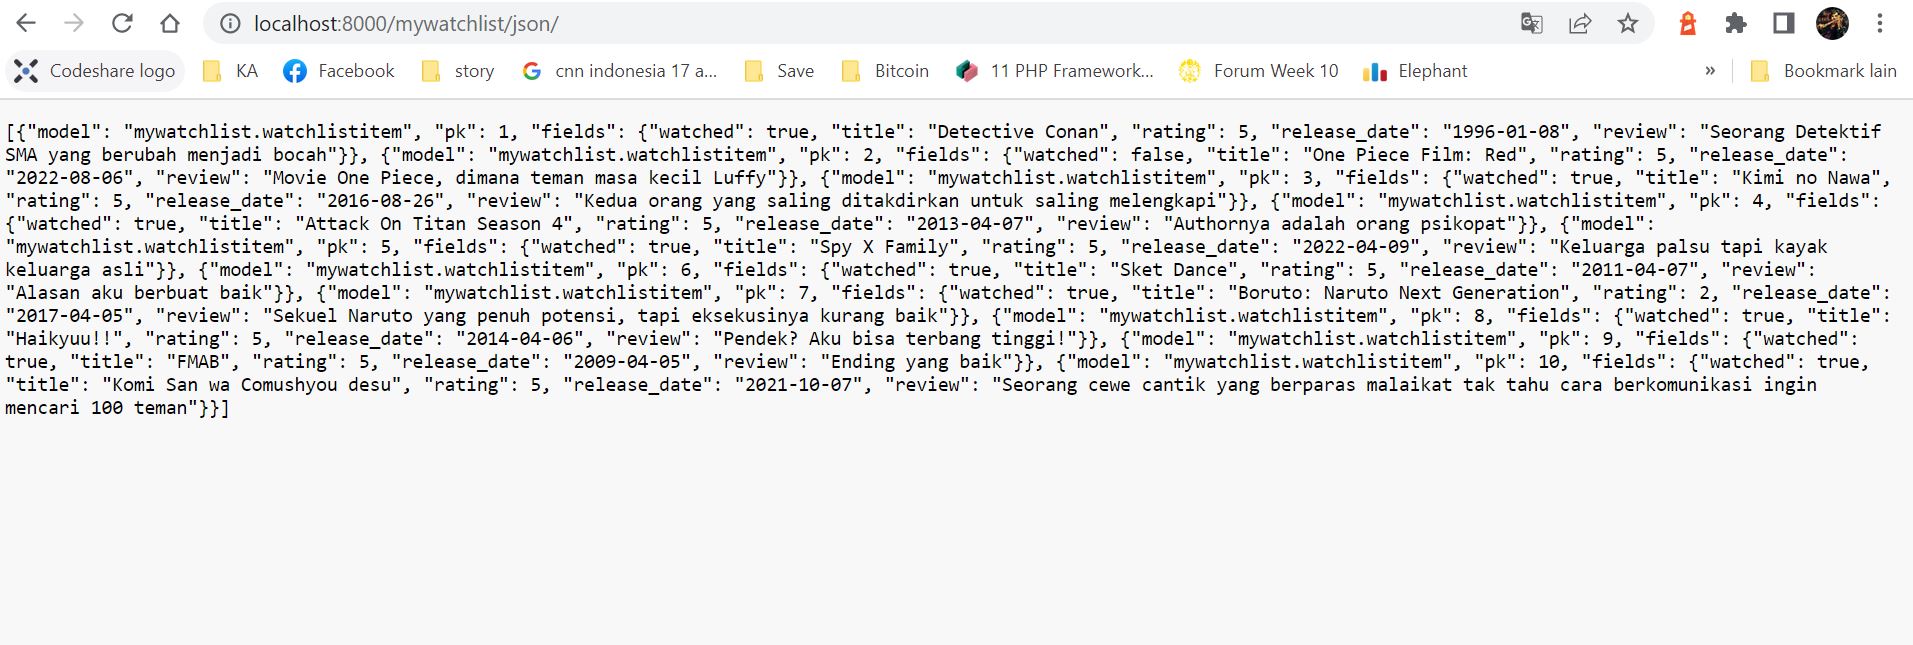 localhost:8000/mywatchlist/json/
Codeshare logo KA Facebook story cnn indonesia 17 a... Save Bitcoin 11 PHP Framework... Forum Week 10 Elephant » Bookmark lain
[{"model": "mywatchlist.watchlistitem", "pk": 1, "fields": {"watched": true, "title": "Detective Conan", "rating": 5, "release_date": "1996-01-08", "review": "Seorang Detektif
SMA yang berubah menjadi bocah"}}, {"model": "mywatchlist.watchlistitem", "pk": 2, "fields": {"watched": false, "title": "One Piece Film: Red", "rating": 5, "release_date":
"2022-08-06", "review": "Movie One Piece, dimana teman masa kecil Luffy"}}, {"model": "mywatchlist.watchlistitem", "pk": 3, "fields": {"watched": true, "title": "Kimi no Nawa",
"rating": 5, "release_date": "2016-08-26", "review": "Kedua orang yang saling ditakdirkan untuk saling melengkapi"}}, {"model": "mywatchlist.watchlistitem", "pk": 4, "fields":
{"watched": true, "title": "Attack On Titan Season 4", "rating": 5, "release_date": "2013-04-07", "review": "Authornya adalah orang psikopat"}}, {"model":
"mywatchlist.watchlistitem", "pk": 5, "fields": {"watched": true, "title": "Spy X Family", "rating": 5, "release_date": "2022-04-09", "review": "Keluarga palsu tapi kayak
keluarga asli"}}, {"model": "mywatchlist.watchlistitem", "pk": 6, "fields": {"watched": true, "title": "Sket Dance", "rating": 5, "release_date": "2011-04-07", "review":
"Alasan aku berbuat baik"}}, {"model": "mywatchlist.watchlistitem", "pk": 7, "fields": {"watched": true, "title": "Boruto: Naruto Next Generation", "rating": 2, "release_date":
"2017-04-05", "review": "Sekuel Naruto yang penuh potensi, tapi eksekusinya kurang baik"}}, {"model": "mywatchlist.watchlistitem", "pk": 8, "fields": {"watched": true, "title":
"Haikyuu!!", "rating": 5, "release_date": "2014-04-06", "review": "Pendek? Aku bisa terbang tinggi!"}}, {"model": "mywatchlist.watchlistitem", "pk": 9, "fields": {"watched":
true, "title": "FMAB", "rating": 5, "release_date": "2009-04-05", "review": "Ending yang baik"}}, {"model": "mywatchlist.watchlistitem", "pk": 10, "fields": {"watched": true,
"title": "Komi San wa Comushyou desu", "rating": 5, "release_date": "2021-10-07", "review": "Seorang cewe cantik yang berparas malaikat tak tahu cara berkomunikasi ingin
mencari 100 teman"}}]